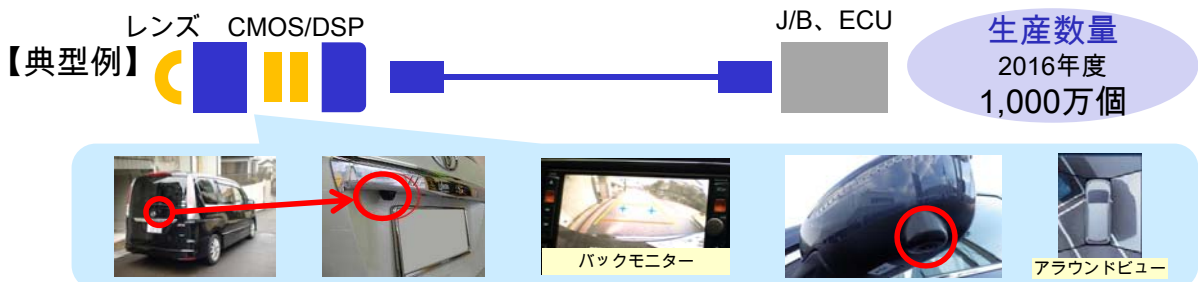 レンズ CMOS/DSP
J/B、ECU
【典型例】
生産数量
2016年度
1,000万個
バックモニター
アラウンドビュー